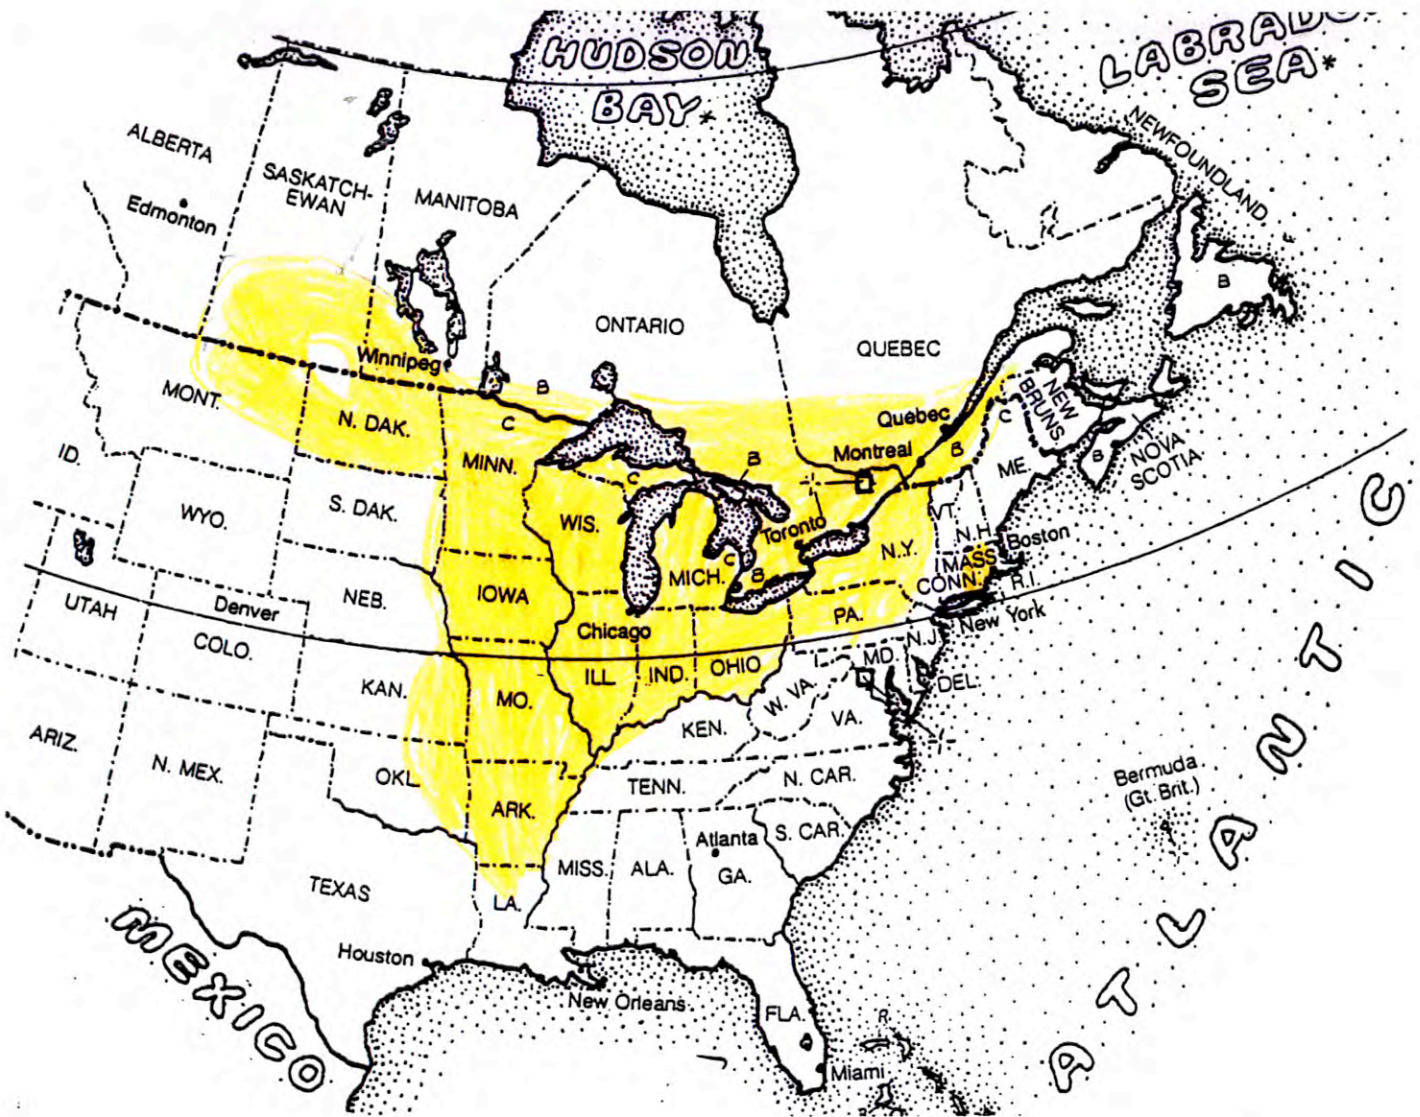 HUDSON
BAY*
LABRADO
SEA*
NEWFOUNDLAND
ALBERTA
Edmonton
SASKATCH-
EWAN
MANITOBA
ONTARIO
QUEBEC
B
Winnipeg
B
C
MONT.
N. DAK.
MINN.
Québec
Montreal
B
C
NEW
BRUNS.
B
NOVA
SCOTIA
ME.
ID.
WYO.
S. DAK.
WIS.
C
B
Toronto
N.Y.
VT.
N.H.
Boston
MASS
CONN.
R.I.
UTAH
Denver
NEB.
IOWA
MICH.
C
B
PA.
New York
COLO.
Chicago
N.J.
KAN.
MO.
ILL.
IND.
OHIO
W. VA.
MD.
DEL.
ARIZ.
N. MEX.
OKL.
KEN.
VA.
ARK.
TENN.
N. CAR.
Bermuda
(Gt. Brit.)
TEXAS
LA.
MISS.
ALA.
Atlanta
GA.
S. CAR.
Houston
New Orleans
FLA.
Miami
MEXICO
ATLANTIC